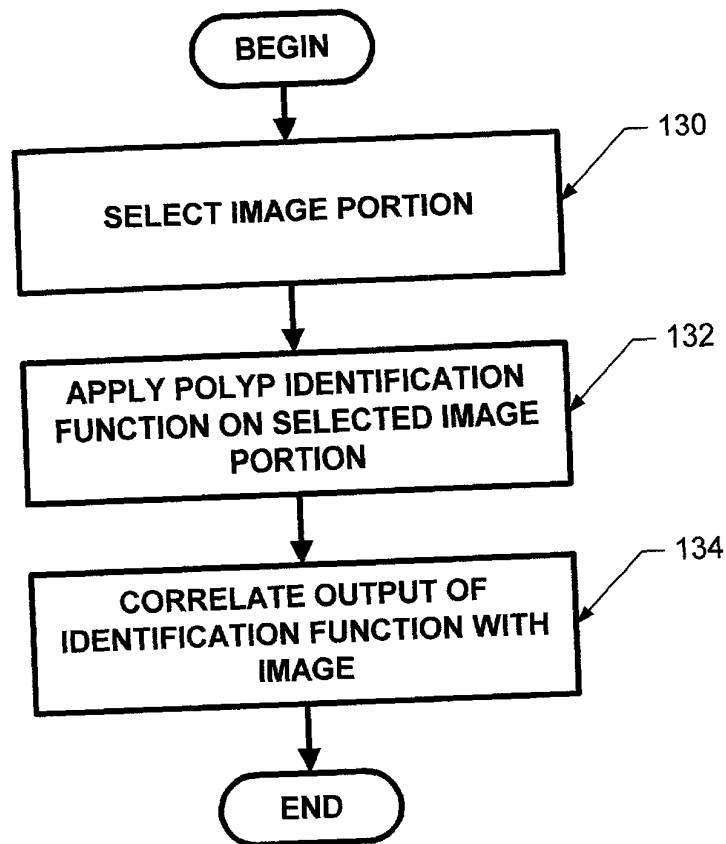 BEGIN
130
SELECT IMAGE PORTION
132
APPLY POLYP IDENTIFICATION
FUNCTION ON SELECTED IMAGE
PORTION
134
CORRELATE OUTPUT OF
IDENTIFICATION FUNCTION WITH
IMAGE
END